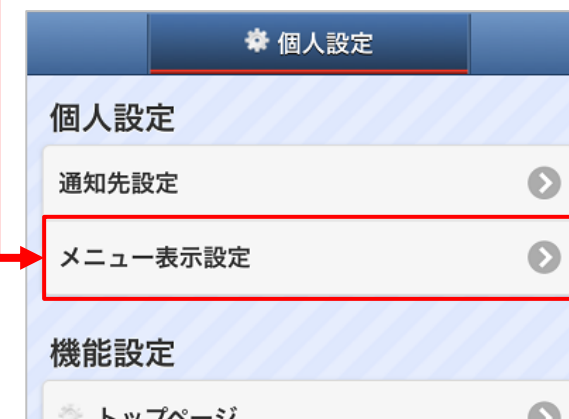 個人設定
個人設定
通知先設定
メニュー表示設定
機能設定
トップページ